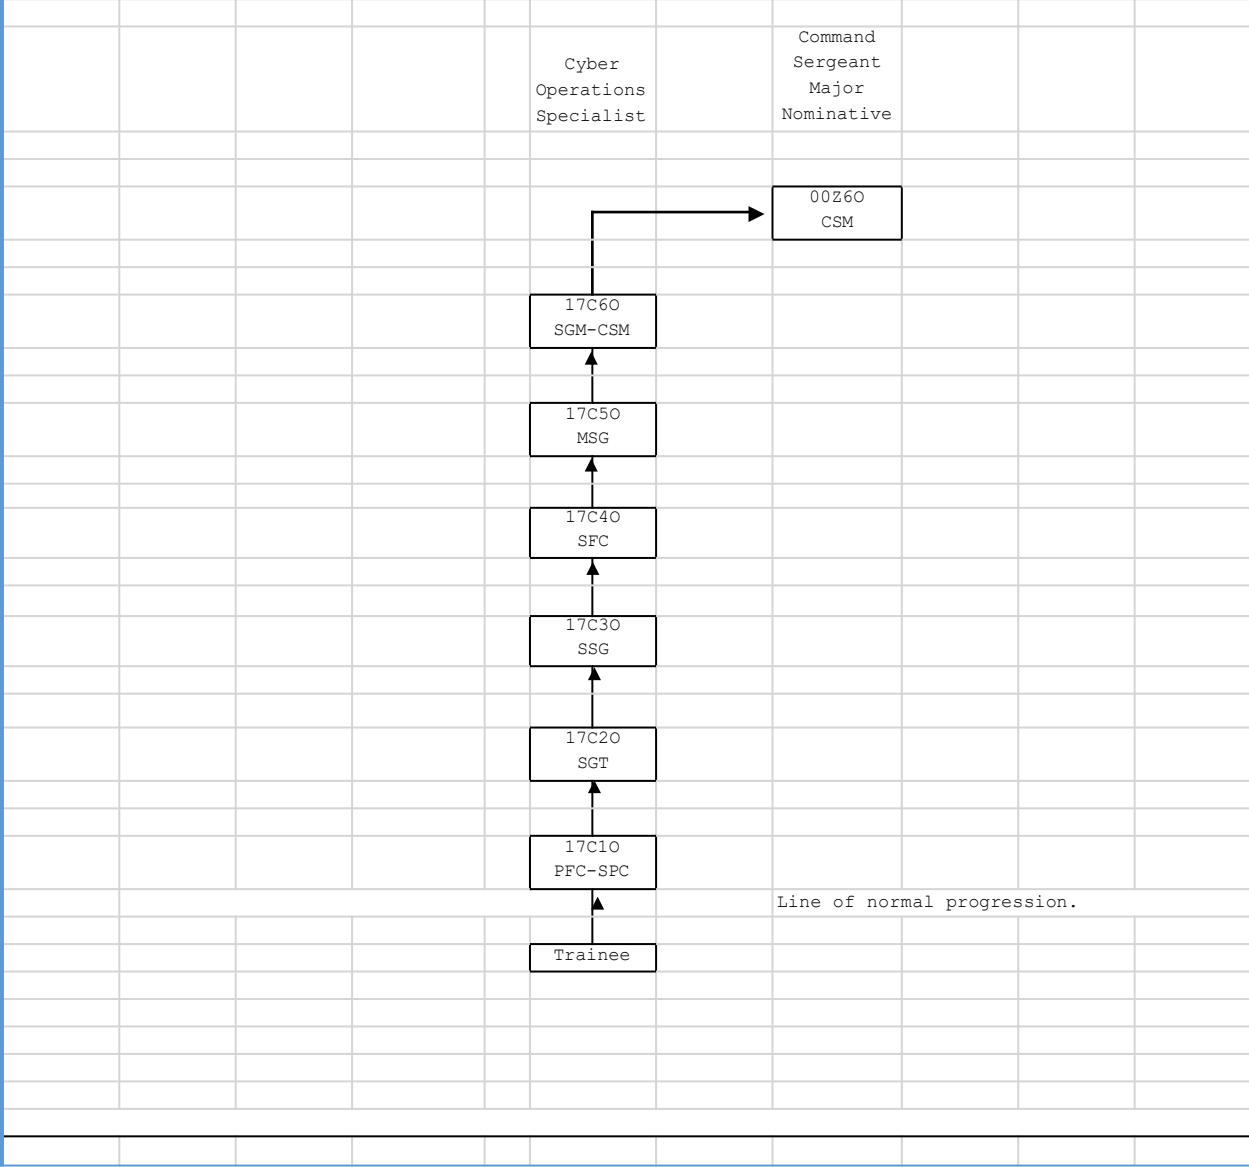 Cyber
Operations
Specialist
Command
Sergeant
Major
Nominative
00Z6O
CSM
17C6O
SGM-CSM
17C5O
MSG
17C4O
SFC
17C3O
SSG
17C2O
SGT
17C1O
PFC-SPC
Line of normal progression.
Trainee